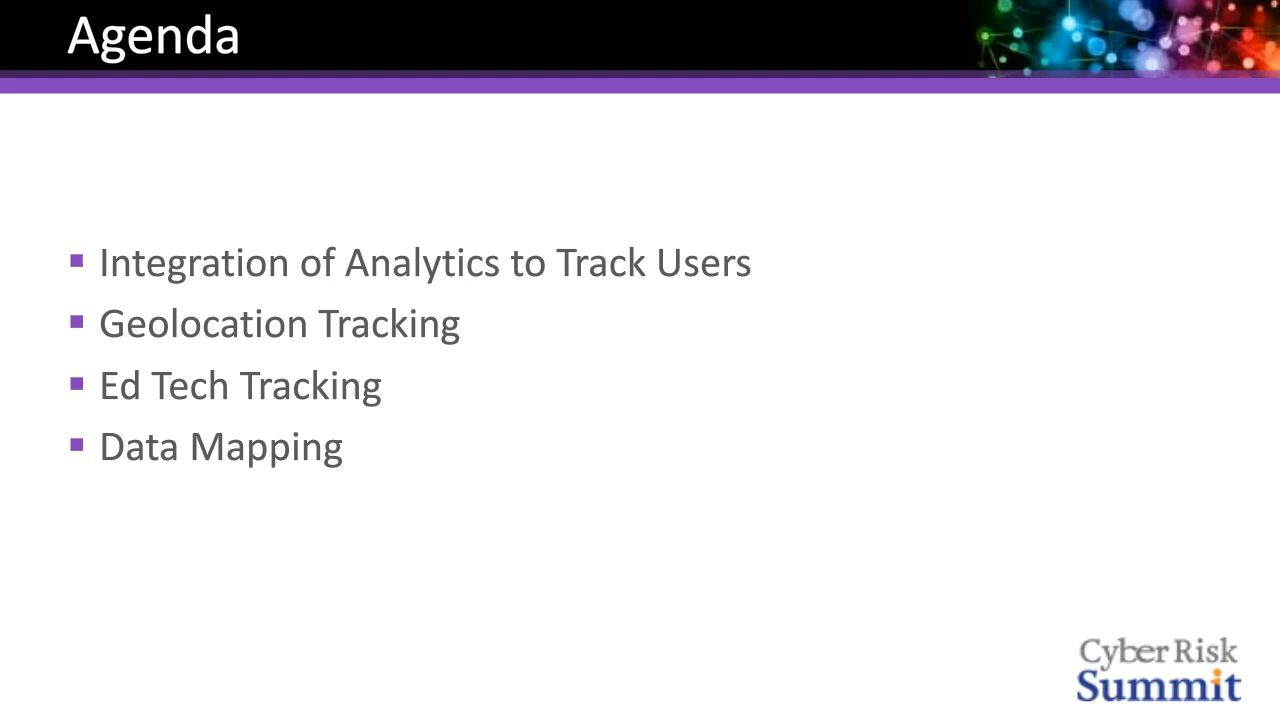 Agenda
Integration of Analytics to Track Users
Geolocation Tracking
Ed Tech Tracking
Data Mapping
Cyber Risk
Summit